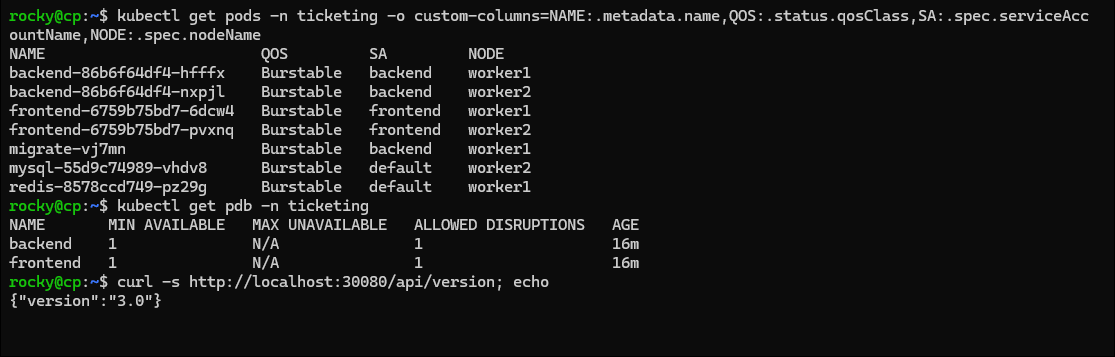 rocky@cp:~$ kubectl get pods -n ticketing -o custom-columns=NAME:.metadata.name,QOS:.status.qosClass,SA:.spec.serviceAcc
ountName,NODE:.spec.nodeName
NAME                        QOS         SA         NODE
backend-86b6f64df4-hfffx    Burstable   backend    worker1
backend-86b6f64df4-nxpjl    Burstable   backend    worker2
frontend-6759b75bd7-6dcw4   Burstable   frontend   worker1
frontend-6759b75bd7-pvxnq   Burstable   frontend   worker2
migrate-vj7mn               Burstable   backend    worker1
mysql-55d9c74989-vhdv8      Burstable   default    worker2
redis-8578ccd749-pz29g      Burstable   default    worker1
rocky@cp:~$ kubectl get pdb -n ticketing
NAME       MIN AVAILABLE   MAX UNAVAILABLE   ALLOWED DISRUPTIONS   AGE
backend    1               N/A               1                     16m
frontend   1               N/A               1                     16m
rocky@cp:~$ curl -s http://localhost:30080/api/version; echo
{"version":"3.0"}